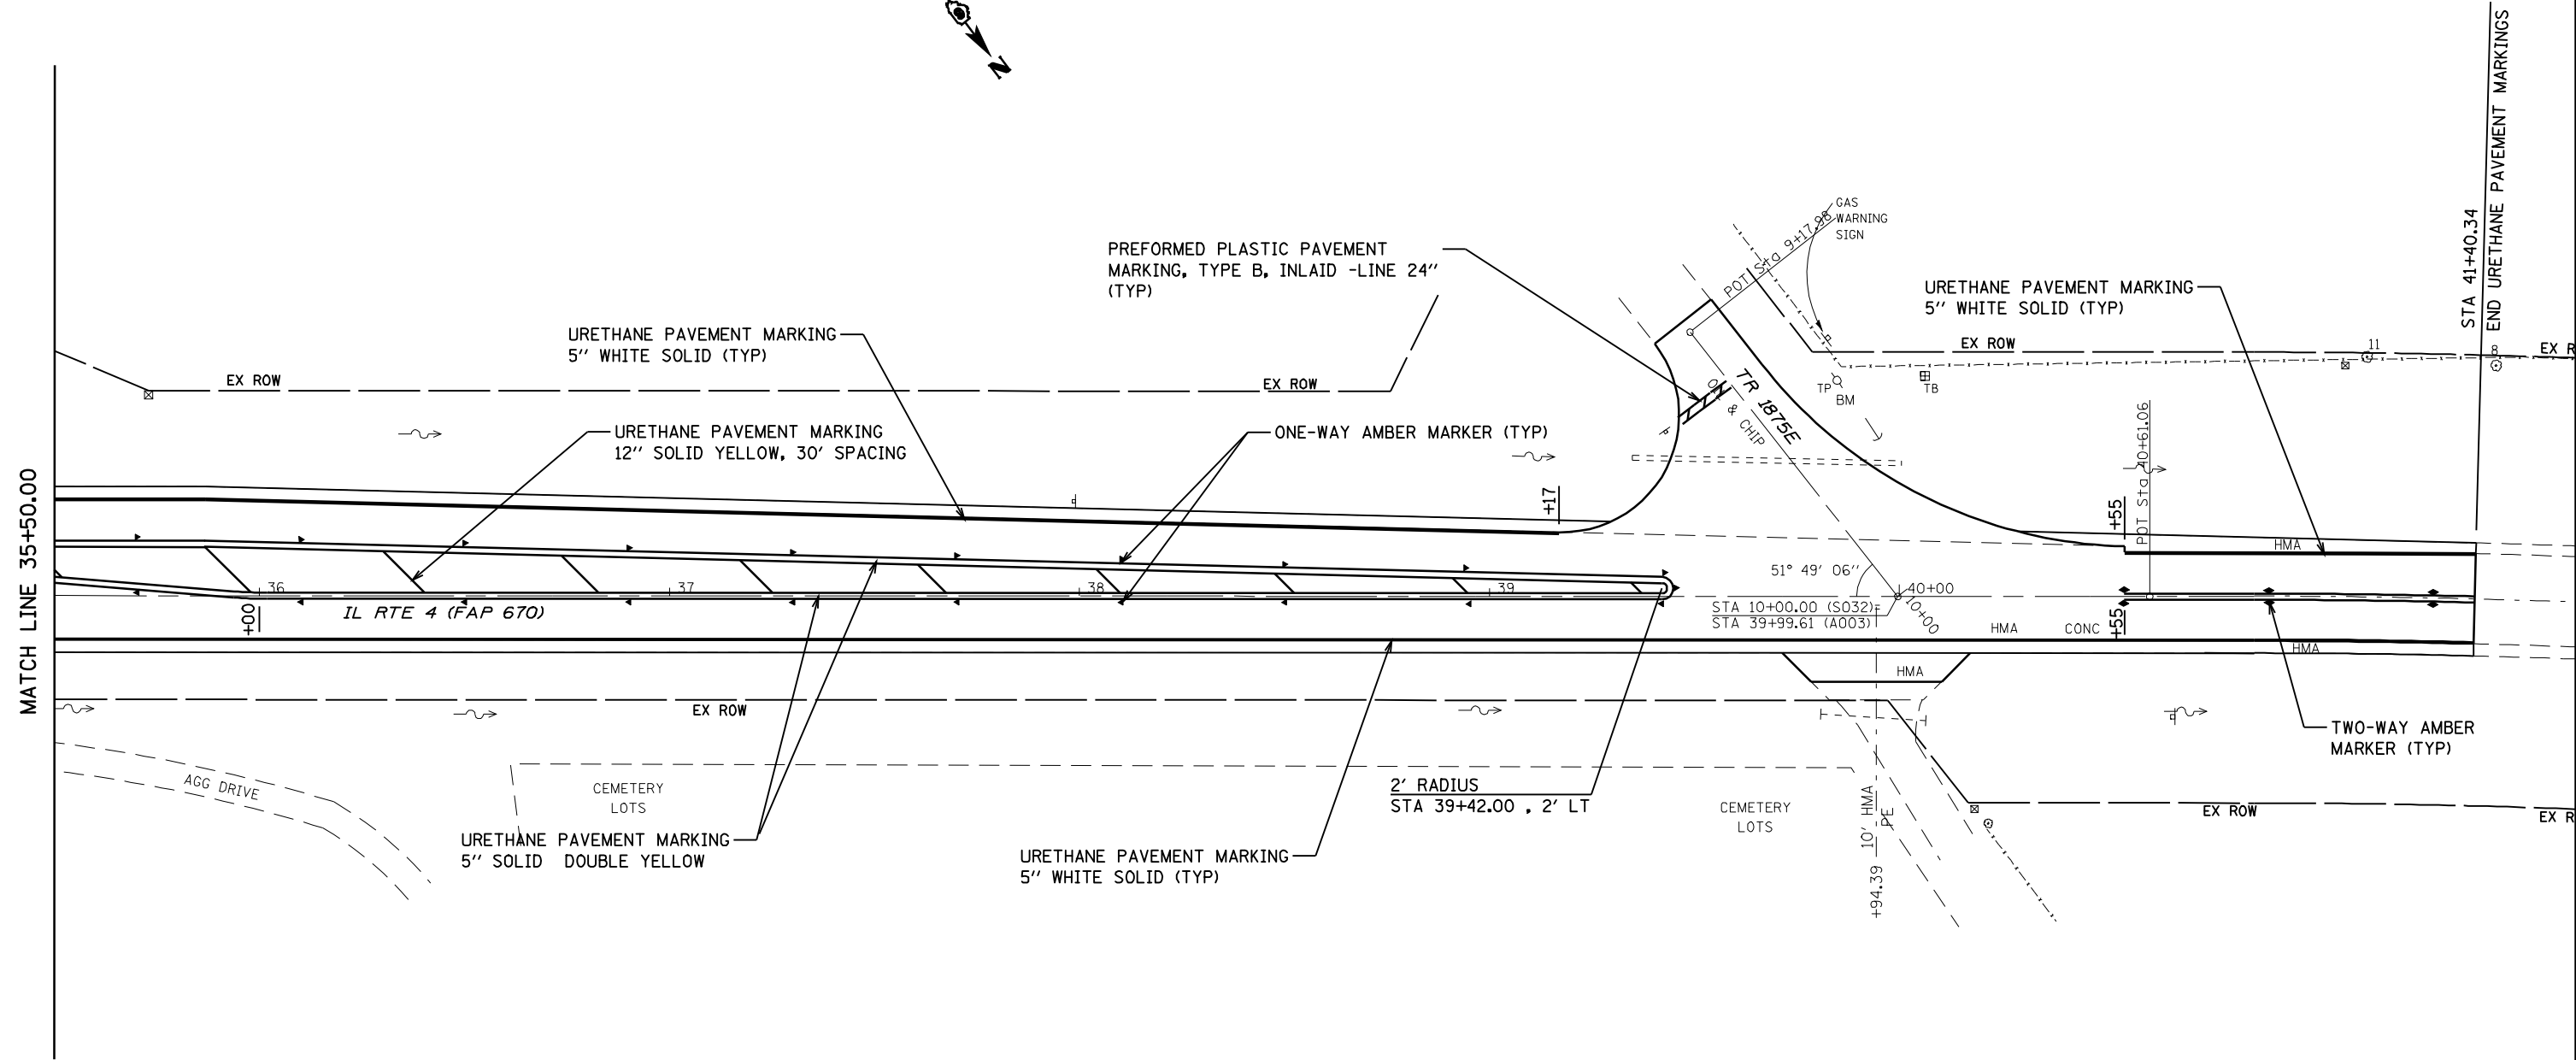 N
MATCH LINE 35+50.00
STA 41+40.34
END URETHANE PAVEMENT MARKINGS
GAS
WARNING
SIGN
POT Sta 9+17.98
PREFORMED PLASTIC PAVEMENT
MARKING, TYPE B, INLAID -LINE 24''
(TYP)
URETHANE PAVEMENT MARKING
5'' WHITE SOLID (TYP)
URETHANE PAVEMENT MARKING
5'' WHITE SOLID (TYP)
EX ROW
EX ROW
EX ROW
11
8
EX R
TP
BM
TB
TR 1875E
& CHIP
URETHANE PAVEMENT MARKING
12'' SOLID YELLOW, 30' SPACING
ONE-WAY AMBER MARKER (TYP)
+17
+55
POT Sta 40+61.06
HMA
51° 49' 06''
36
37
38
39
40+00
10+00
+00
IL RTE 4 (FAP 670)
STA 10+00.00 (S032)=
STA 39+99.61 (A003)
HMA
CONC
+55
HMA
HMA
EX ROW
TWO-WAY AMBER
MARKER (TYP)
AGG DRIVE
CEMETERY
LOTS
2' RADIUS
STA 39+42.00 , 2' LT
CEMETERY
LOTS
+94.39 10' HMA
PE
EX ROW
EX R
URETHANE PAVEMENT MARKING
5'' SOLID DOUBLE YELLOW
URETHANE PAVEMENT MARKING
5'' WHITE SOLID (TYP)